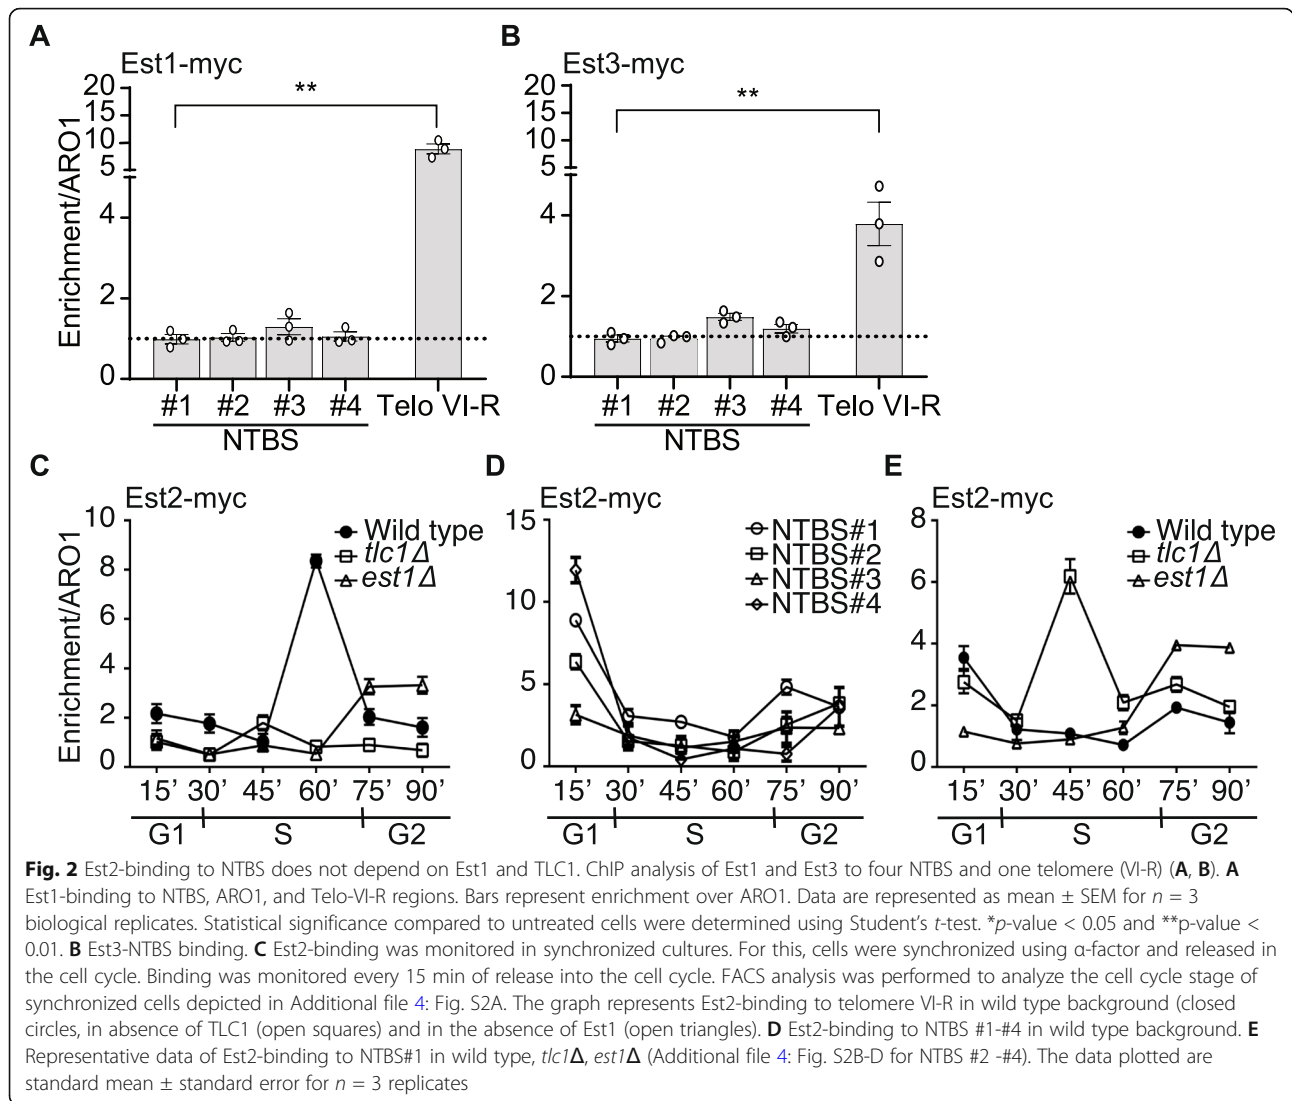 A
Est1-myc
Enrichment/ARO1
20
15
10
5
4
2
0
**
#1 #2 #3 #4 Telo VI-R
NTBS
B
Est3-myc
20
15
10
5
4
2
0
**
#1 #2 #3 #4 Telo VI-R
NTBS
C
Est2-myc
Enrichment/ARO1
10
8
6
4
2
0
Wild type
tlc1Δ
est1Δ
15’ 30’ 45’ 60’ 75’ 90’
G1 S G2
D
Est2-myc
15
10
5
0
NTBS#1
NTBS#2
NTBS#3
NTBS#4
15’ 30’ 45’ 60’ 75’ 90’
G1 S G2
E
Est2-myc
8
6
4
2
0
Wild type
tlc1Δ
est1Δ
15’ 30’ 45’ 60’ 75’ 90’
G1 S G2
Fig. 2 Est2-binding to NTBS does not depend on Est1 and TLC1. ChIP analysis of Est1 and Est3 to four NTBS and one telomere (VI-R) (A, B). A
Est1-binding to NTBS, ARO1, and Telo-VI-R regions. Bars represent enrichment over ARO1. Data are represented as mean ± SEM for n = 3
biological replicates. Statistical significance compared to untreated cells were determined using Student’s t-test. *p-value < 0.05 and **p-value <
0.01. B Est3-NTBS binding. C Est2-binding was monitored in synchronized cultures. For this, cells were synchronized using α-factor and released in
the cell cycle. Binding was monitored every 15 min of release into the cell cycle. FACS analysis was performed to analyze the cell cycle stage of
synchronized cells depicted in Additional file 4: Fig. S2A. The graph represents Est2-binding to telomere VI-R in wild type background (closed
circles, in absence of TLC1 (open squares) and in the absence of Est1 (open triangles). D Est2-binding to NTBS #1-#4 in wild type background. E
Representative data of Est2-binding to NTBS#1 in wild type, tlc1Δ, est1Δ (Additional file 4: Fig. S2B-D for NTBS #2 -#4). The data plotted are
standard mean ± standard error for n = 3 replicates